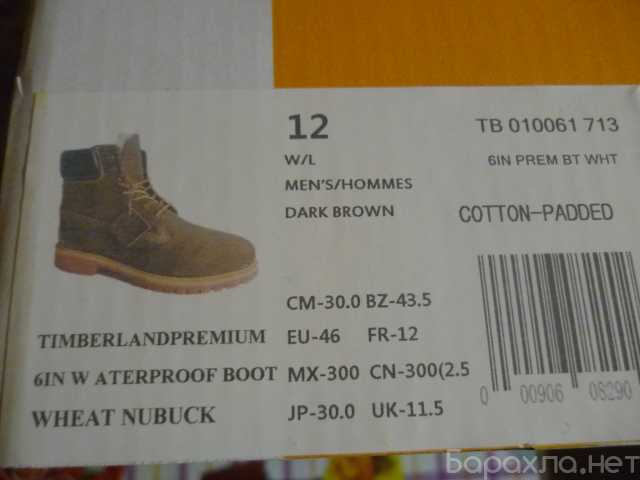 12
TB 010061 713
W/L
6IN PREM BT WHT
MEN'S/HOMMES
DARK BROWN
COTTON-PADDED
CM-30.0 BZ-43.5
TIMBERLANDPREMIUM EU-46 FR-12
6IN W ATERPROOF BOOT MX-300 CN-300(2.5
WHEAT NUBUCK JP-30.0 UK-11.5
0 00906 08290
Барахла.нет